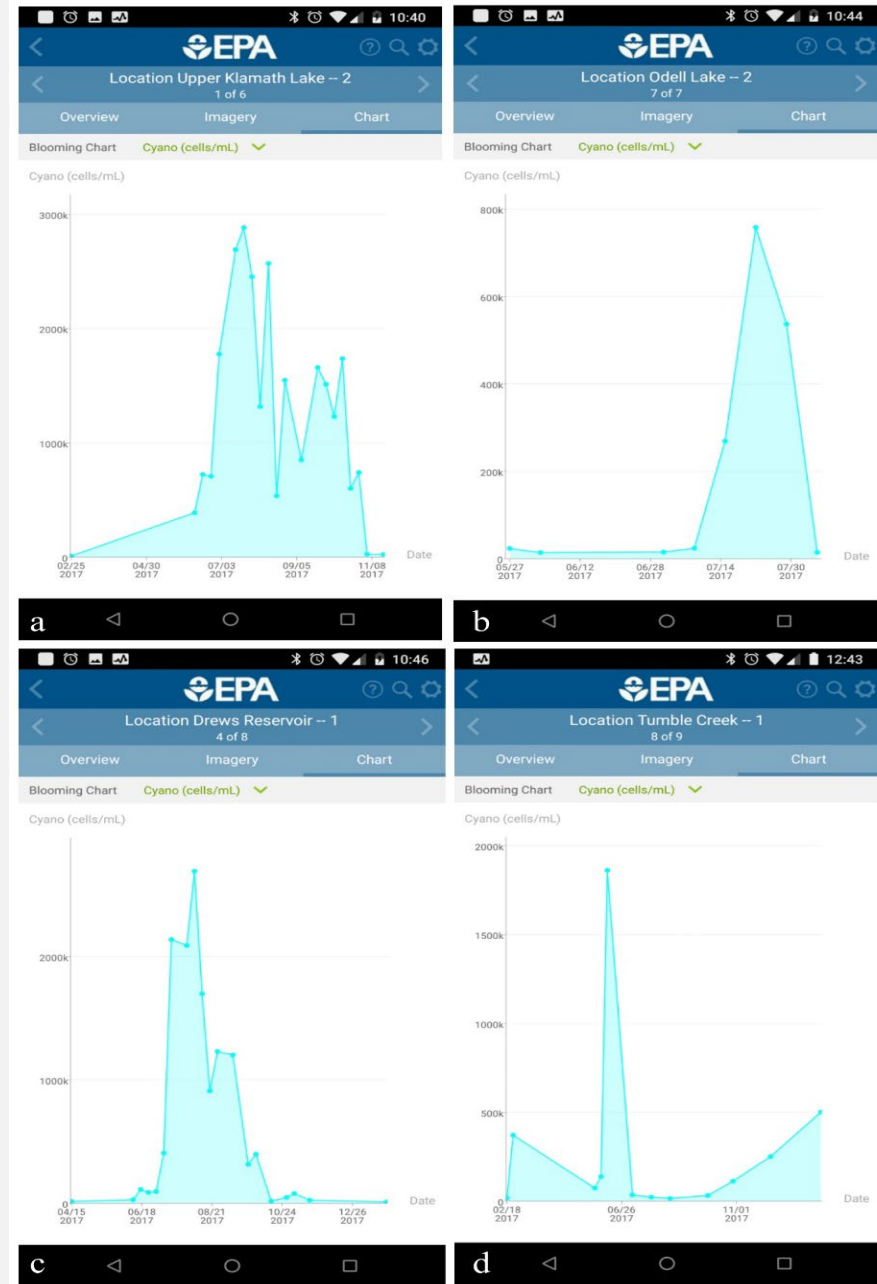 10:40
EPA
Location Upper Klamath Lake -- 2
1 of 6
Overview Imagery Chart
Blooming Chart Cyano (cells/mL)
Cyano (cells/mL)
3000k
2000k
1000k
0
02/25 2017 04/30 2017 07/03 2017 09/05 2017 11/08 2017
Date
a
10:44
EPA
Location Odell Lake -- 2
7 of 7
Overview Imagery Chart
Blooming Chart Cyano (cells/mL)
Cyano (cells/mL)
800k
600k
400k
200k
0
05/27 2017 06/12 2017 06/28 2017 07/14 2017 07/30 2017
Date
b
10:46
EPA
Location Drews Reservoir -- 1
4 of 8
Overview Imagery Chart
Blooming Chart Cyano (cells/mL)
Cyano (cells/mL)
2000k
1000k
0
04/15 2017 06/18 2017 08/21 2017 10/24 2017 12/26 2017
Date
c
12:43
EPA
Location Tumble Creek -- 1
8 of 9
Overview Imagery Chart
Blooming Chart Cyano (cells/mL)
Cyano (cells/mL)
2000k
1500k
1000k
500k
0
02/18 2017 06/26 2017 11/01 2017
Date
d